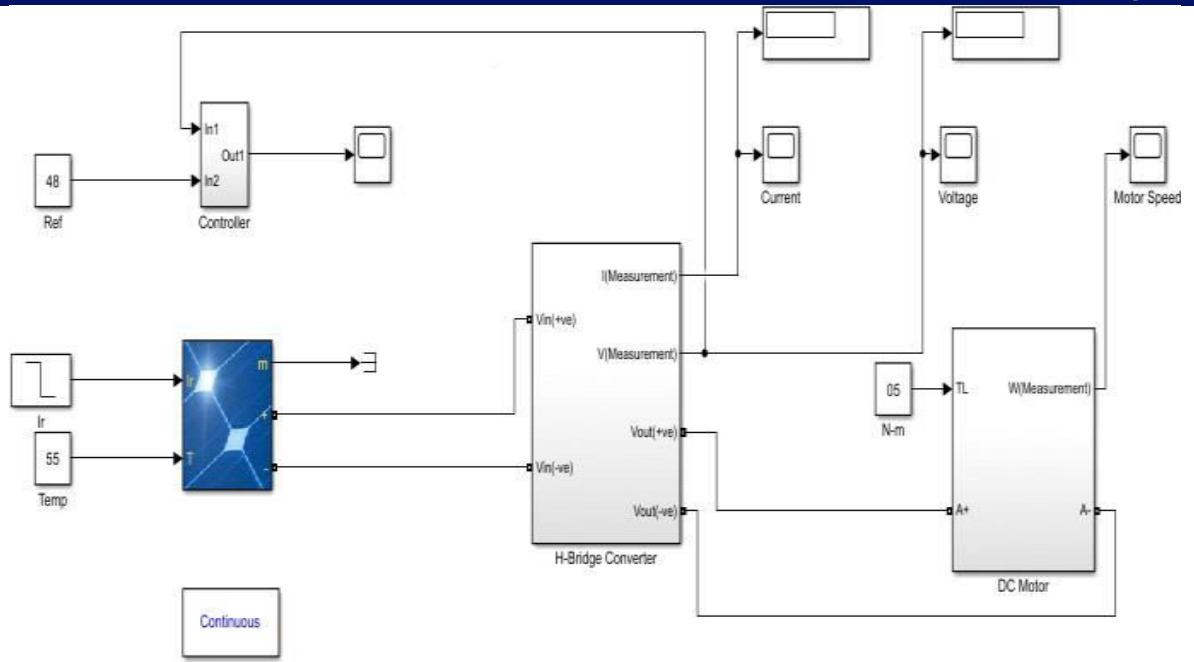 In1
Out1
In2
48
Ref
Controller
Current
Voltage
Motor Speed
I(Measurement)
Vin(+ve)
V(Measurement)
Vout(+ve)
Vin(-ve)
Vout(-ve)
H-Bridge Converter
Ir
m
Ir
+
T
-
55
Temp
05
N-m
TL
W(Measurement)
A+
A-
DC Motor
Continuous